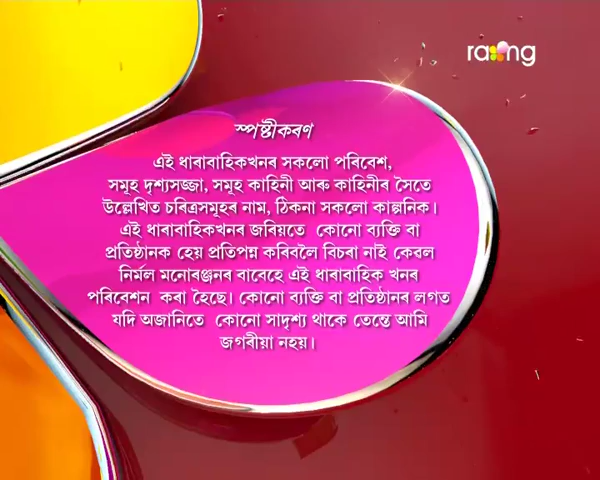 rang
স্পষ্টীকৰণ
এই ধাৰাবাহিকখনৰ সকলো পৰিবেশ,
সমূহ দৃশ্যসজ্জা, সমূহ কাহিনী আৰু কাহিনীৰ সৈতে
উল্লেখিত চৰিত্ৰসমূহৰ নাম, ঠিকনা সকলো কাল্পনিক।
এই ধাৰাবাহিকখনৰ জৰিয়তে কোনো ব্যক্তি বা
প্ৰতিষ্ঠানক হেয় প্ৰতিপন্ন কৰিবলৈ বিচৰা নাই কেৱল
নিৰ্মল মনোৰঞ্জনৰ বাবেহে এই ধাৰাবাহিক খনৰ
পৰিবেশন কৰা হৈছে। কোনো ব্যক্তি বা প্ৰতিষ্ঠানৰ লগত
যদি অজানিতে কোনো সাদৃশ্য থাকে তেন্তে আমি
জগৰীয়া নহয়।